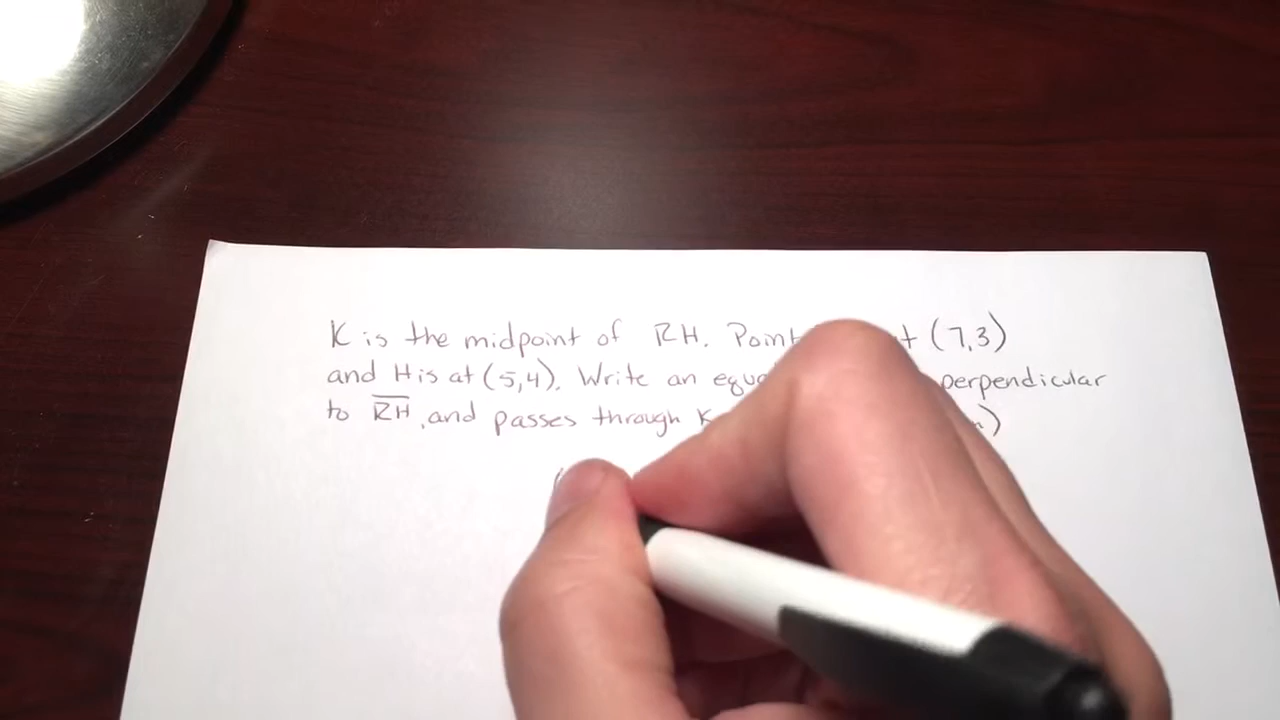 K is the midpoint of RH. Point (7,3)
and H is at (5,4). Write an perpendicular
to RH, and passes through K